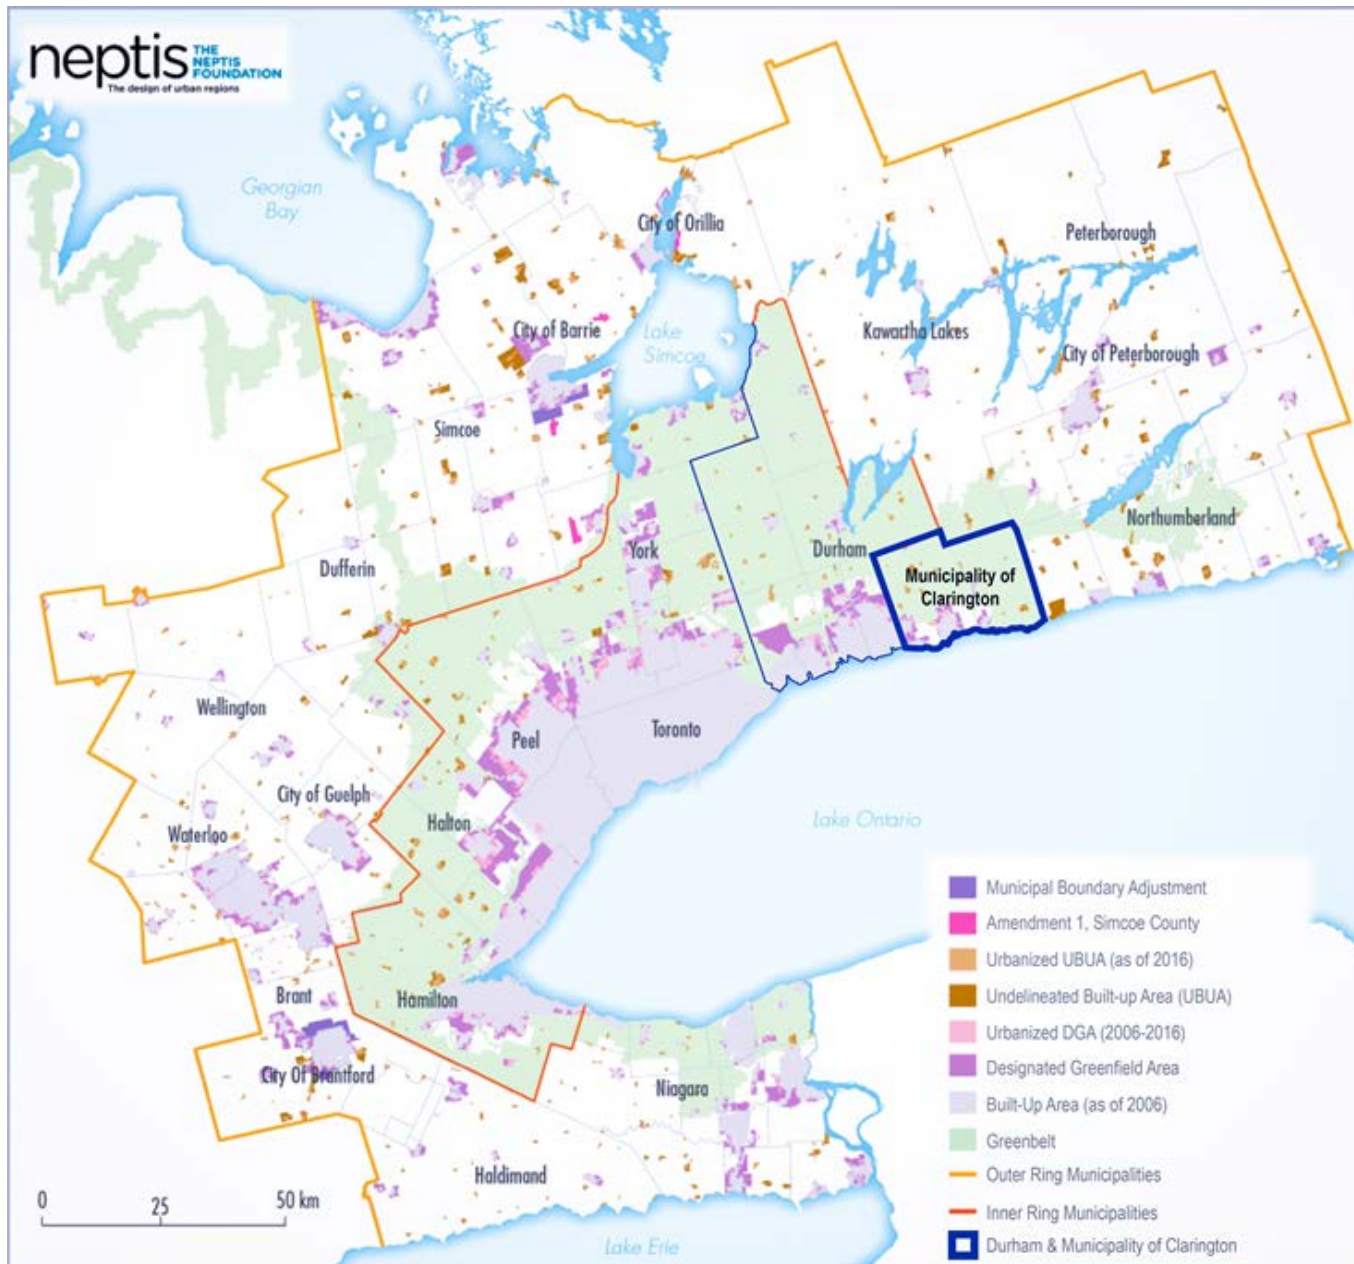 neptis THE
NEPTIS
FOUNDATION
The design of urban regions
Georgian
Bay
City of Orillia
Peterborough
City of Barrie
Lake
Simcoe
Kawartha Lakes
City of Peterborough
Simcoe
Northumberland
York
Durham
Dufferin
Municipality of
Clarington
Wellington
Peel
Toronto
City of Guelph
Halton
Waterloo
Lake Ontario
Brant
Hamilton
City Of Brantford
Niagara
Haldimand
Lake Erie
0 25 50 km
Municipal Boundary Adjustment
Amendment 1, Simcoe County
Urbanized UBUA (as of 2016)
Undelineated Built-up Area (UBUA)
Urbanized DGA (2006-2016)
Designated Greenfield Area
Built-Up Area (as of 2006)
Greenbelt
Outer Ring Municipalities
Inner Ring Municipalities
Durham & Municipality of Clarington